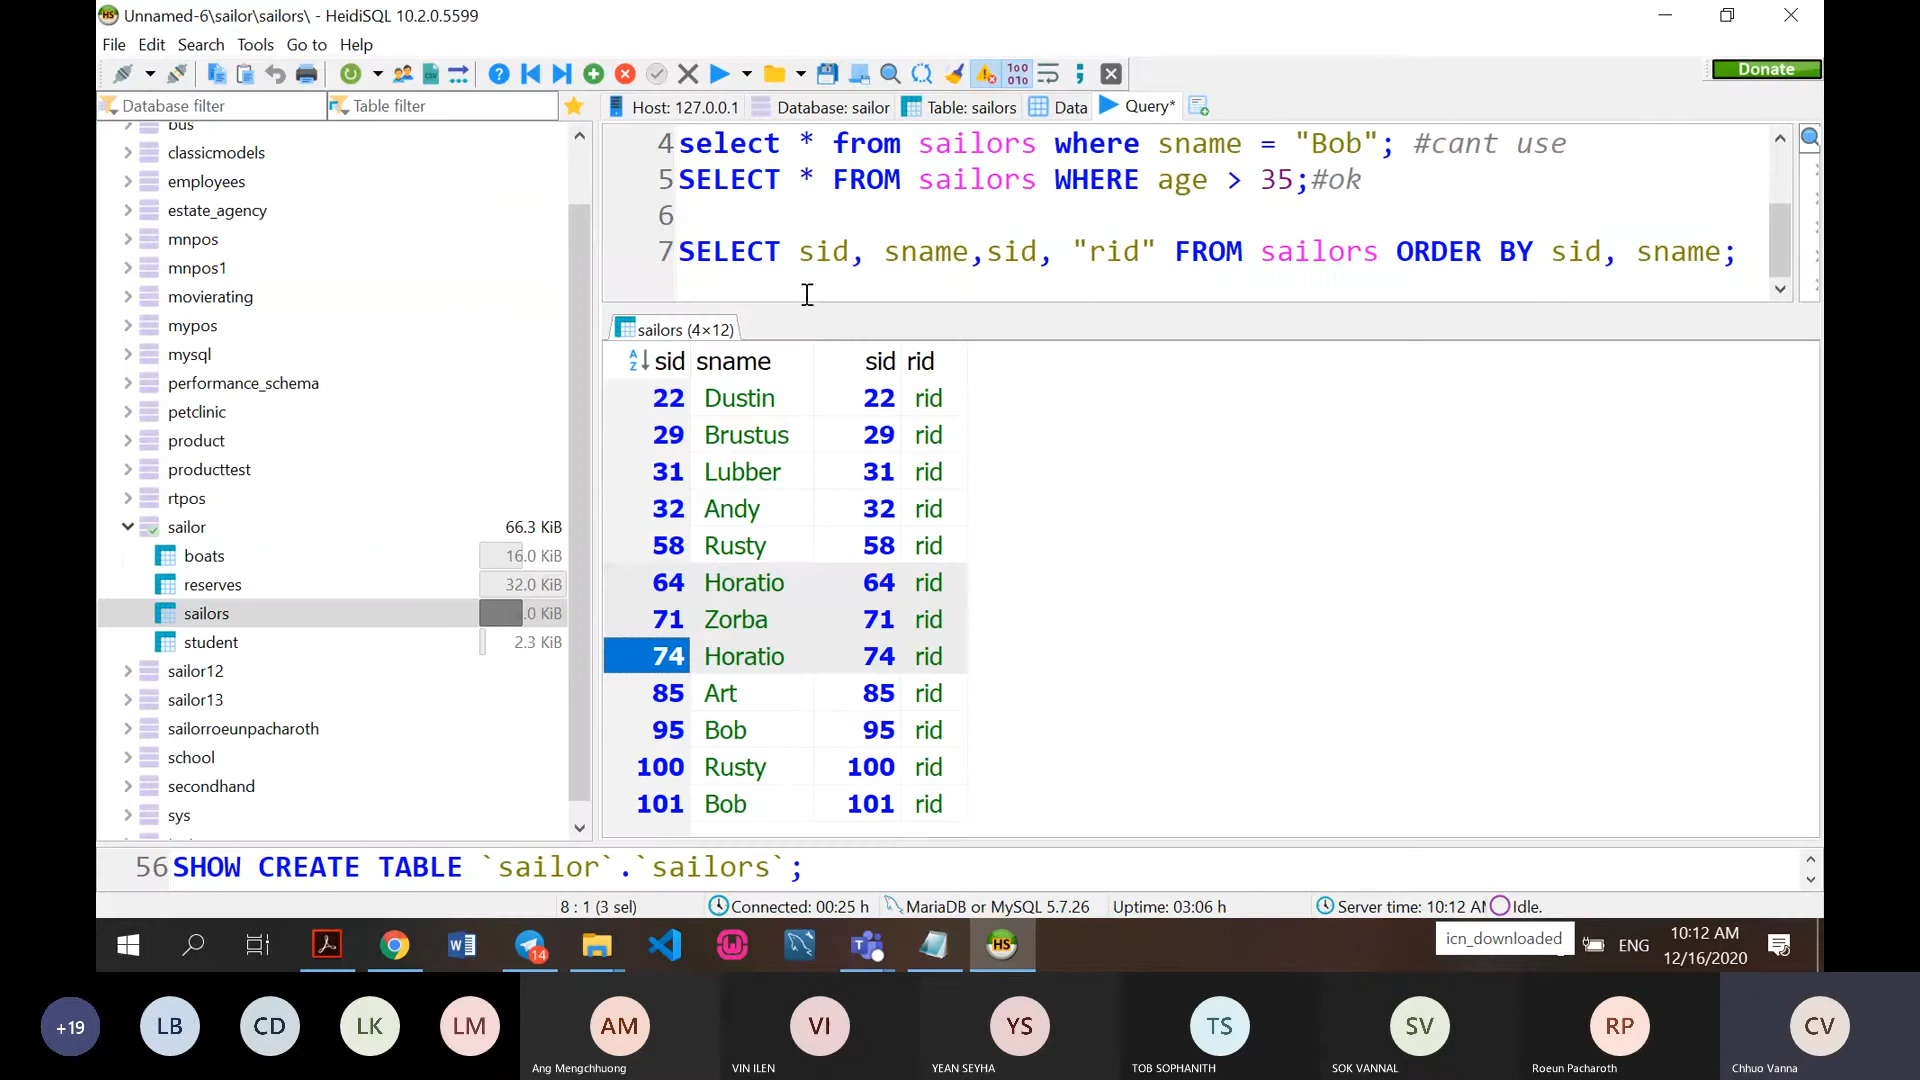 Unnamed-6\sailor\sailors\ - HeidiSQL 10.2.0.5599
File Edit Search Tools Go to Help
Donate
Database filter
Table filter
Host: 127.0.0.1 Database: sailor Table: sailors Data Query*
bus
classicmodels
employees
estate_agency
mnpos
mnpos1
movierating
mypos
mysql
performance_schema
petclinic
product
producttest
rtpos
sailor 66.3 KiB
boats 16.0 KiB
reserves 32.0 KiB
sailors .0 KiB
student 2.3 KiB
sailor12
sailor13
sailorroeunpacharoth
school
secondhand
sys
4 select * from sailors where sname = "Bob"; #cant use
5 SELECT * FROM sailors WHERE age > 35;#ok
6
7 SELECT sid, sname,sid, "rid" FROM sailors ORDER BY sid, sname;
sailors (4×12)
sid sname sid rid
22 Dustin 22 rid
29 Brustus 29 rid
31 Lubber 31 rid
32 Andy 32 rid
58 Rusty 58 rid
64 Horatio 64 rid
71 Zorba 71 rid
74 Horatio 74 rid
85 Art 85 rid
95 Bob 95 rid
100 Rusty 100 rid
101 Bob 101 rid
56 SHOW CREATE TABLE `sailor`.`sailors`;
8 : 1 (3 sel) Connected: 00:25 h MariaDB or MySQL 5.7.26 Uptime: 03:06 h Server time: 10:12 AM Idle.
icn_downloaded
14
ENG
10:12 AM
12/16/2020
+19 LB CD LK LM AM VI YS TS SV RP CV
Ang Mengchhuong VIN ILEN YEAN SEYHA TOB SOPHANITH SOK VANNAL Roeun Pacharoth Chhuo Vanna